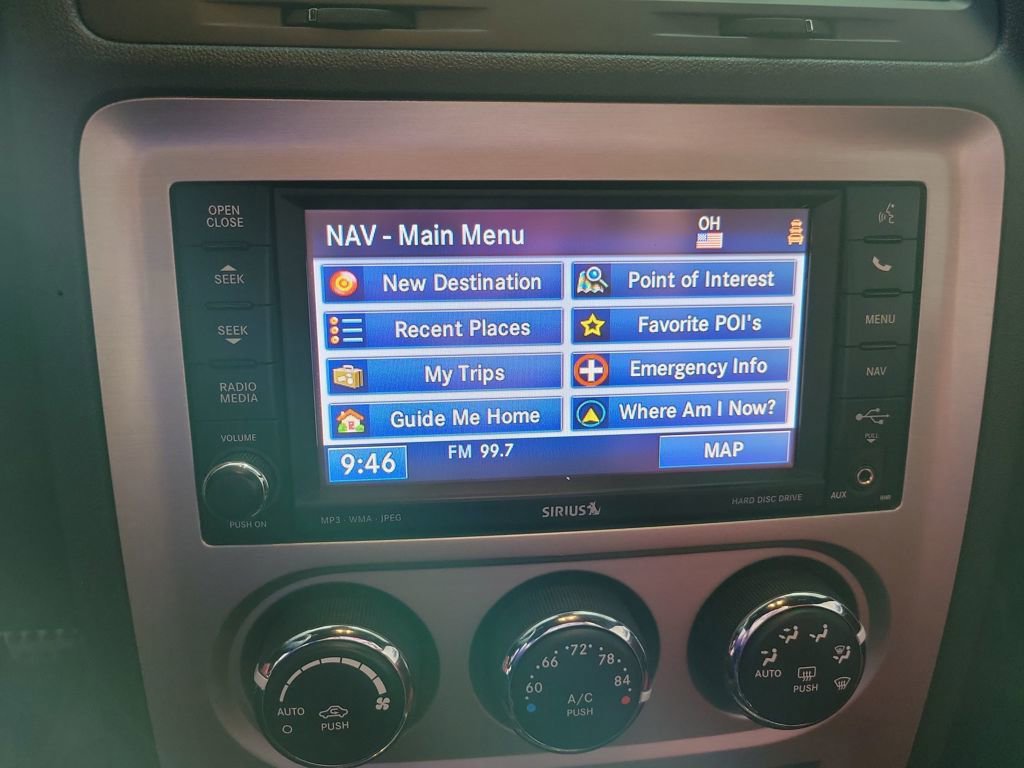 OPEN
CLOSE
SEEK
SEEK
RADIO
MEDIA
VOLUME
PUSH ON
NAV - Main Menu
OH
New Destination
Point of Interest
Recent Places
Favorite POI's
My Trips
Emergency Info
Guide Me Home
Where Am I Now?
9:46
FM 99.7
MAP
MENU
NAV
PULL
AUX
RHR
MP3 · WMA · JPEG
SIRIUS
HARD DISC DRIVE
AUTO
PUSH
60
66
72
78
84
A/C
PUSH
AUTO
PUSH